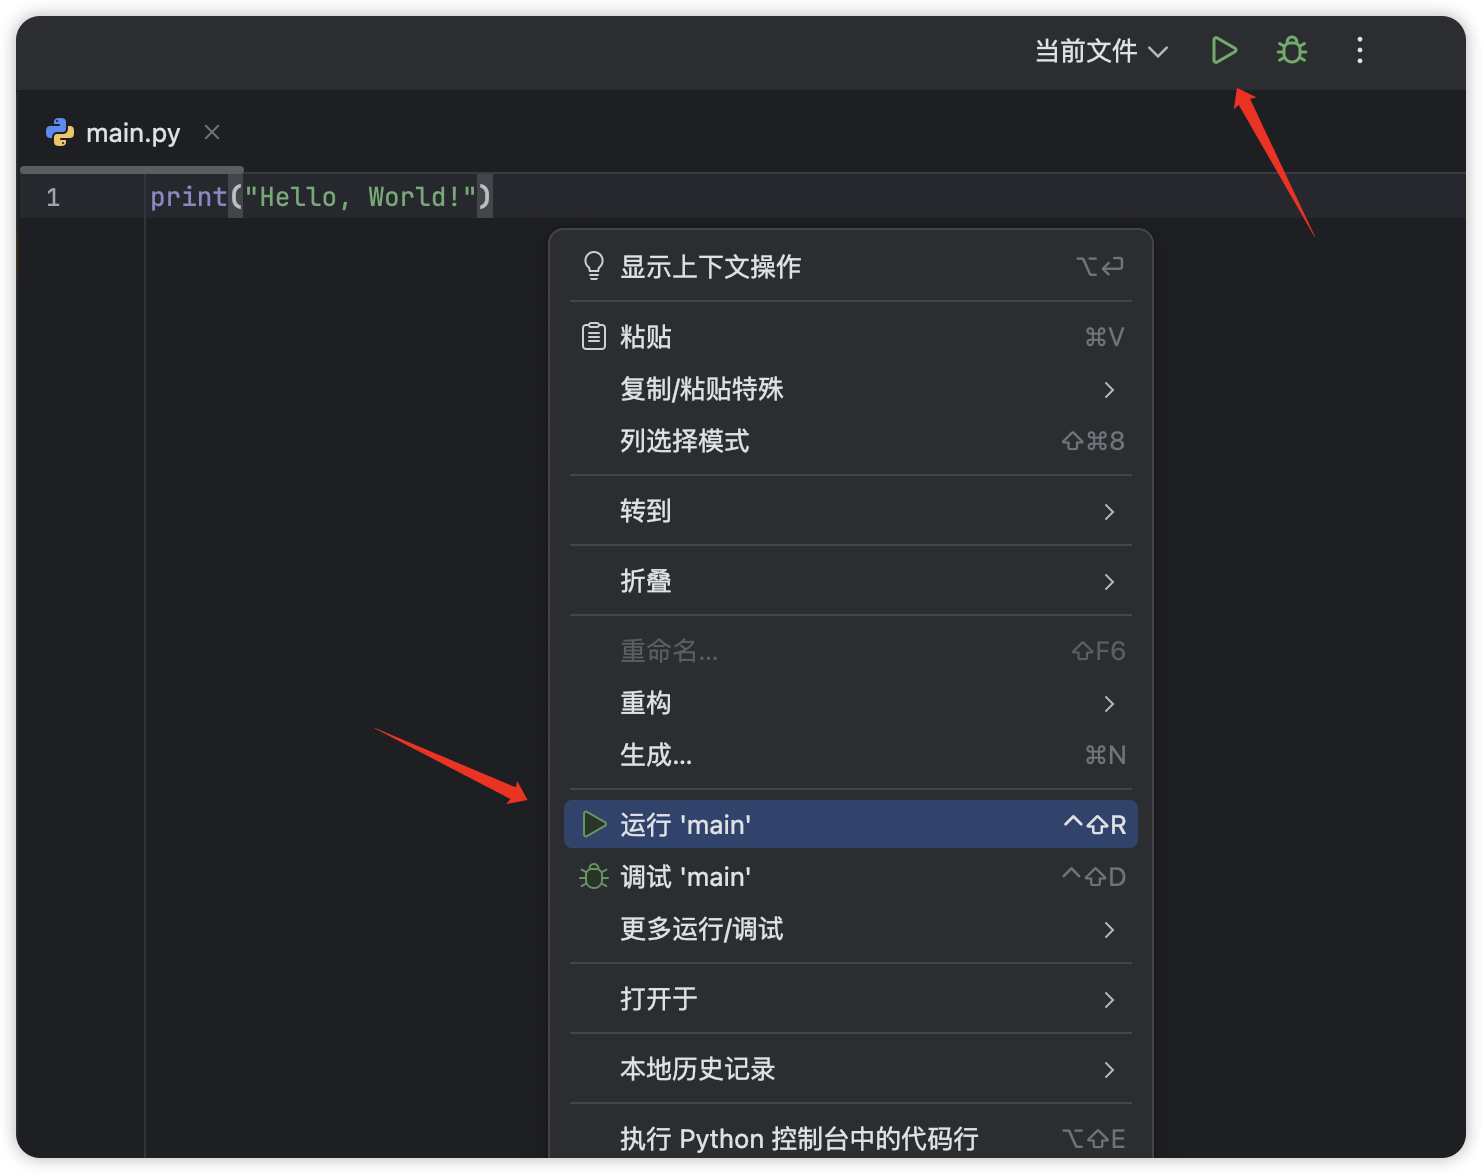 当前文件
main.py
1 print("Hello, World!")
显示上下文操作 ⌥⏎
粘贴 ⌘V
复制/粘贴特殊
列选择模式 ⇧⌘8
转到
折叠
重命名... ⇧F6
重构
生成... ⌘N
运行 'main' ^⇧R
调试 'main' ^⇧D
更多运行/调试
打开于
本地历史记录
执行 Python 控制台中的代码行 ⌥⇧E